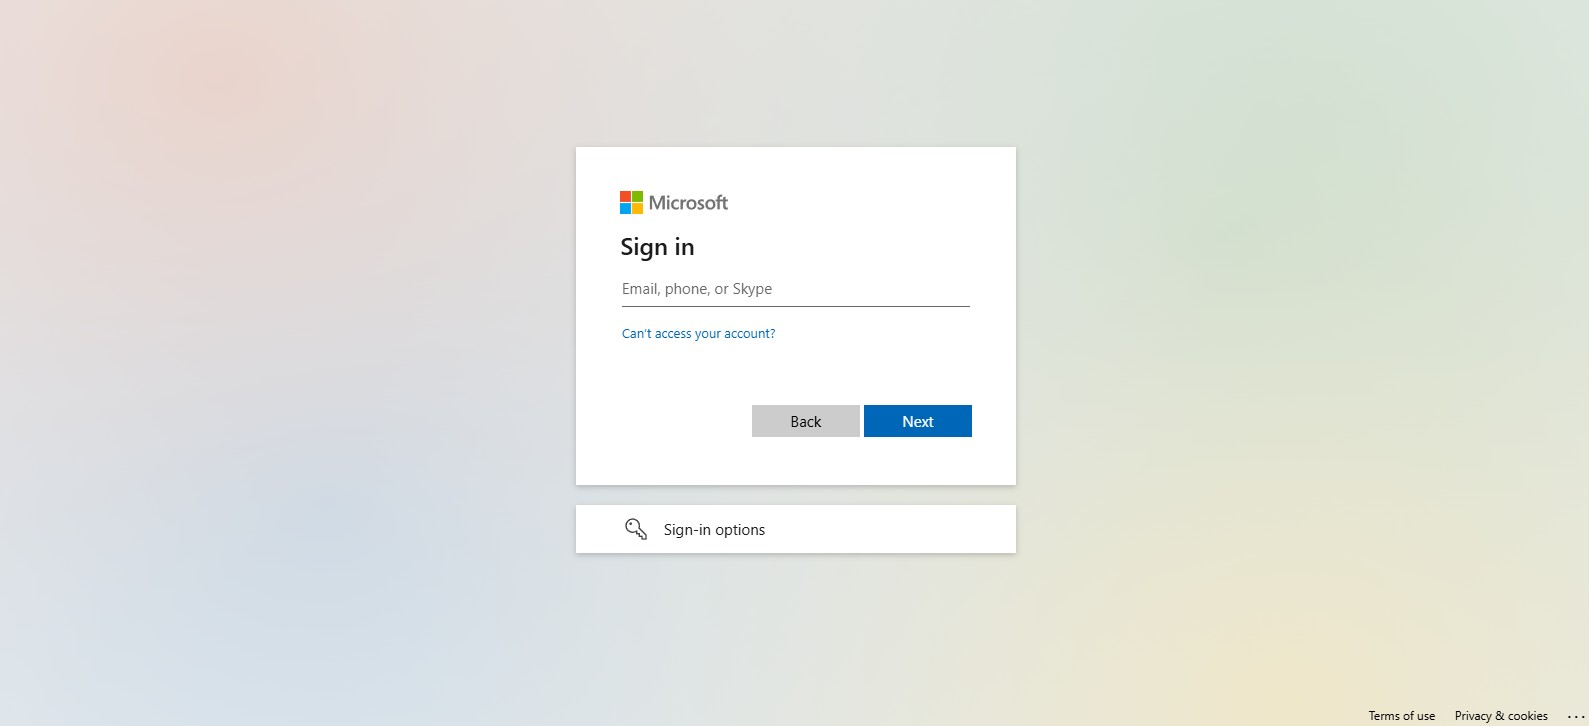 Microsoft
Sign in
Email, phone, or Skype
Can't access your account?
Back
Next
Sign-in options
Terms of use
Privacy & cookies
...